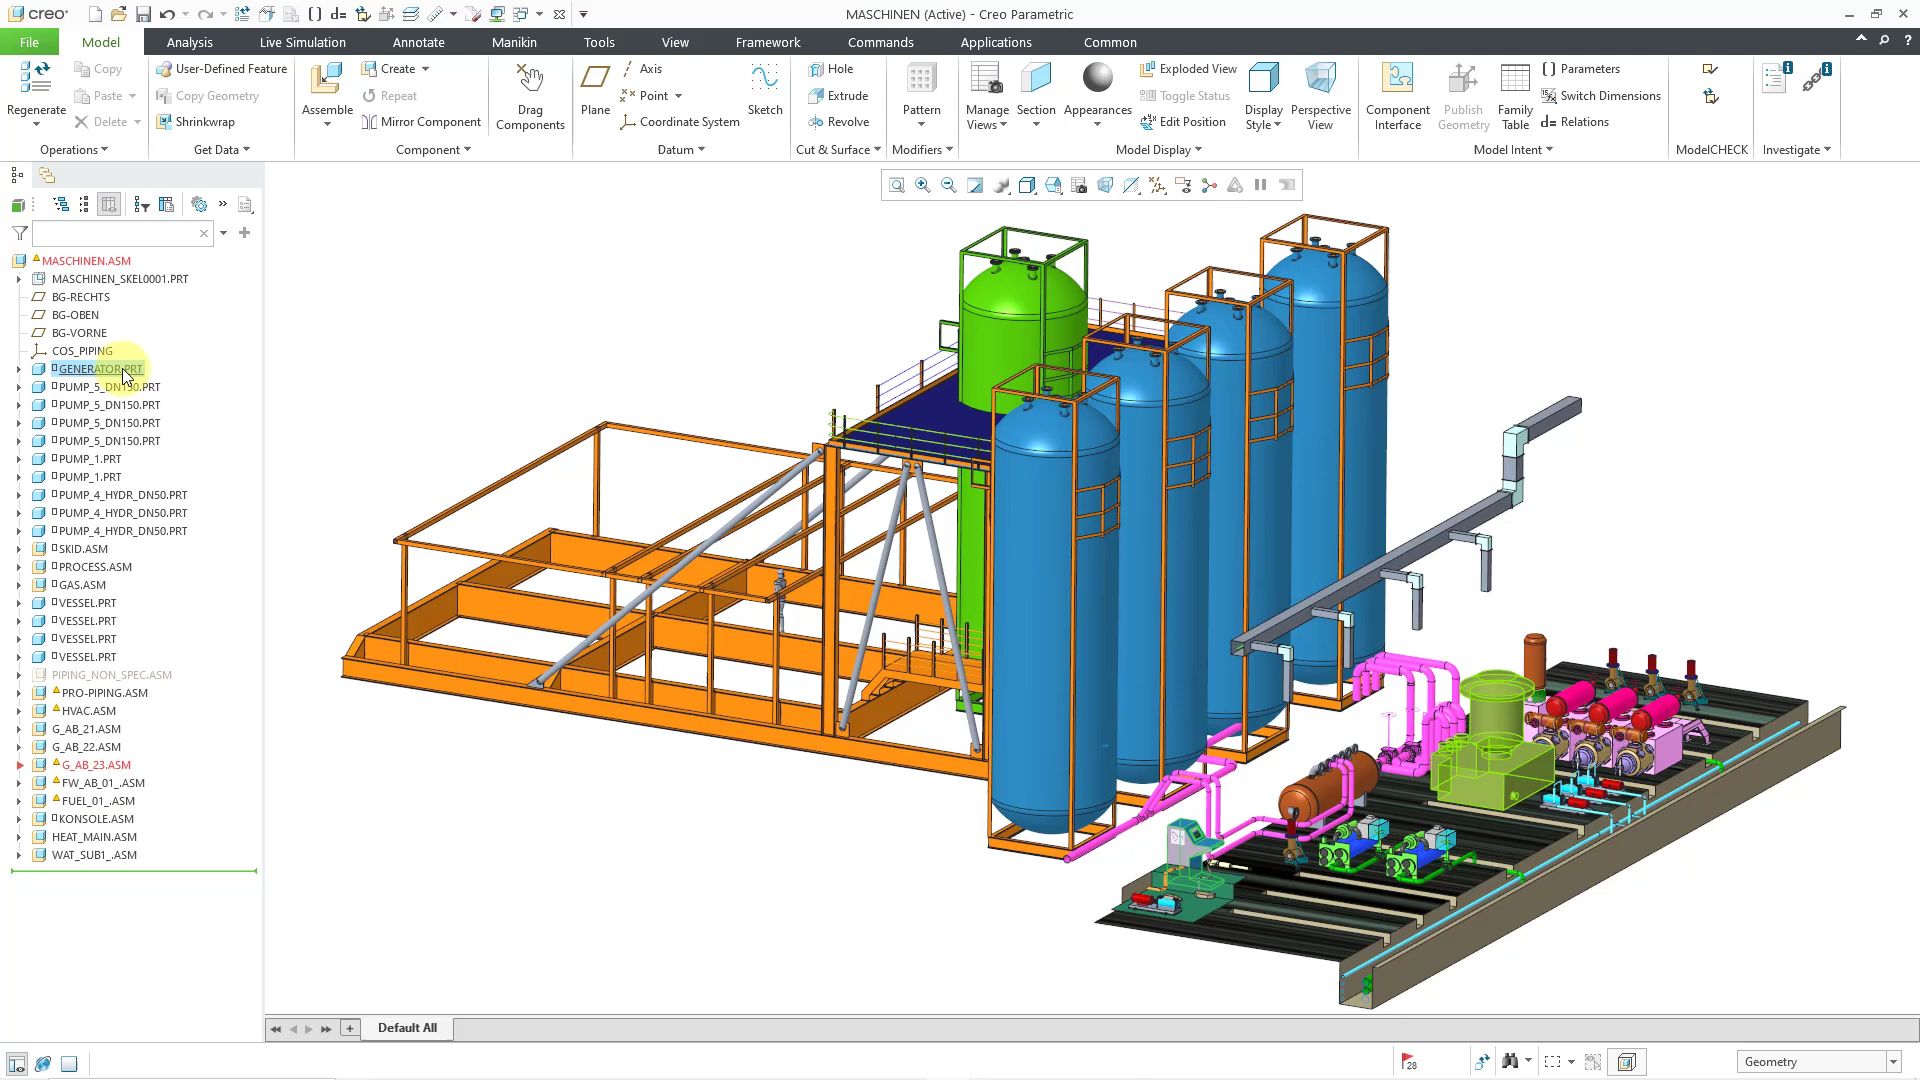 creo
MASCHINEN (Active) - Creo Parametric
File
Model
Analysis
Live Simulation
Annotate
Manikin
Tools
View
Framework
Commands
Applications
Common
Regenerate
Copy
Paste
Delete
Operations
User-Defined Feature
Copy Geometry
Shrinkwrap
Get Data
Assemble
Create
Repeat
Mirror Component
Component
Drag
Components
Plane
Axis
Point
Coordinate System
Sketch
Datum
Hole
Extrude
Revolve
Cut & Surface
Pattern
Modifiers
Manage
Views
Section
Appearances
Exploded View
Toggle Status
Edit Position
Display
Style
Perspective
View
Model Display
Component
Interface
Publish
Geometry
Family
Table
Parameters
Switch Dimensions
Relations
Model Intent
ModelCHECK
Investigate
MASCHINEN.ASM
MASCHINEN_SKEL0001.PRT
BG-RECHTS
BG-OBEN
BG-VORNE
COS_PIPING
GENERATOR.PRT
PUMP_5_DN150.PRT
PUMP_5_DN150.PRT
PUMP_5_DN150.PRT
PUMP_5_DN150.PRT
PUMP_1.PRT
PUMP_1.PRT
PUMP_4_HYDR_DN50.PRT
PUMP_4_HYDR_DN50.PRT
PUMP_4_HYDR_DN50.PRT
SKID.ASM
PROCESS.ASM
GAS.ASM
VESSEL.PRT
VESSEL.PRT
VESSEL.PRT
VESSEL.PRT
PIPING_NON_SPEC.ASM
PRO-PIPING.ASM
HVAC.ASM
G_AB_21.ASM
G_AB_22.ASM
G_AB_23.ASM
FW_AB_01_.ASM
FUEL_01_.ASM
KONSOLE.ASM
HEAT_MAIN.ASM
WAT_SUB1_.ASM
Default All
28
Geometry